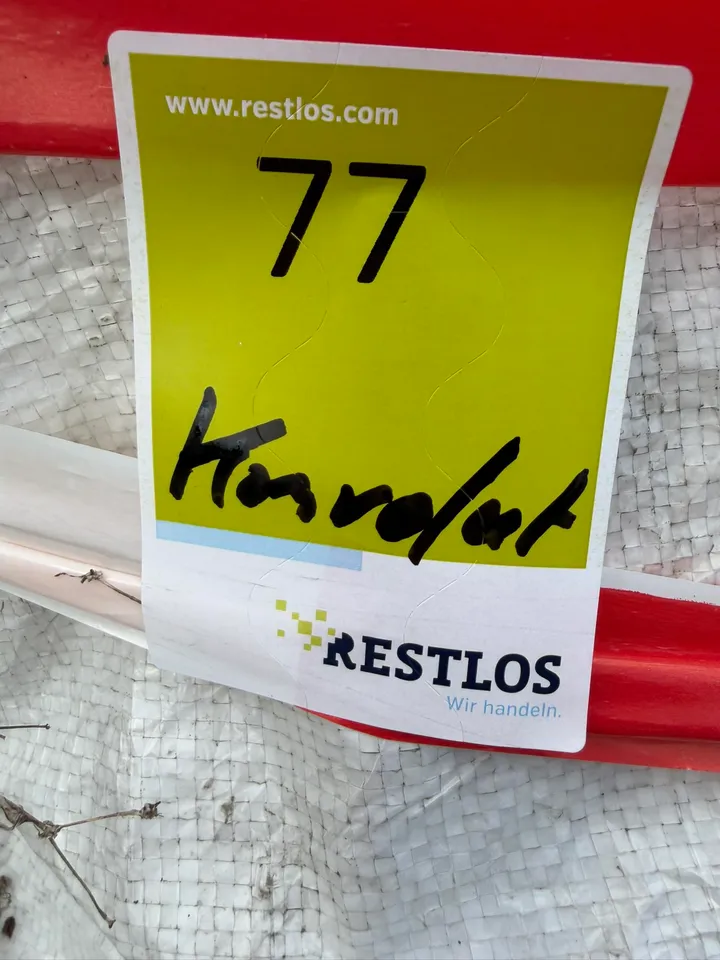 www.restlos.com
77
Konvolut
RESTLOS
Wir handeln.